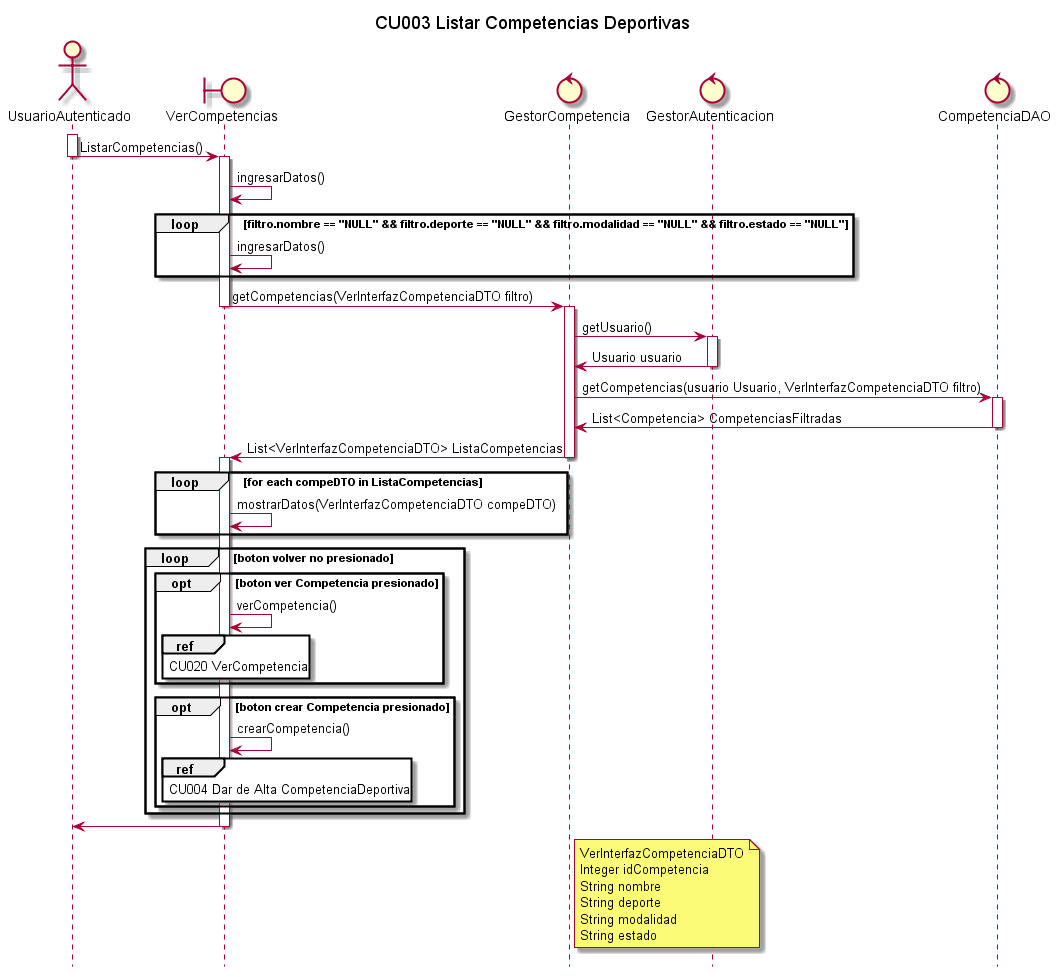 CU003 Listar Competencias Deportivas
UsuarioAutenticado
VerCompetencias
GestorCompetencia
GestorAutenticacion
CompetenciaDAO
ListarCompetencias()
ingresarDatos()
loop
[filtro.nombre == "NULL" && filtro.deporte == "NULL" && filtro.modalidad == "NULL" && filtro.estado == "NULL"]
ingresarDatos()
getCompetencias(VerInterfazCompetenciaDTO filtro)
getUsuario()
Usuario usuario
getCompetencias(usuario Usuario, VerInterfazCompetenciaDTO filtro)
List<Competencia> CompetenciasFiltradas
List<VerInterfazCompetenciaDTO> ListaCompetencias
loop
[for each compeDTO in ListaCompetencias]
mostrarDatos(VerInterfazCompetenciaDTO compeDTO)
loop
[boton volver no presionado]
opt
[boton ver Competencia presionado]
verCompetencia()
ref
CU020 VerCompetencia
opt
[boton crear Competencia presionado]
crearCompetencia()
ref
CU004 Dar de Alta CompetenciaDeportiva
VerInterfazCompetenciaDTO
Integer idCompetencia
String nombre
String deporte
String modalidad
String estado